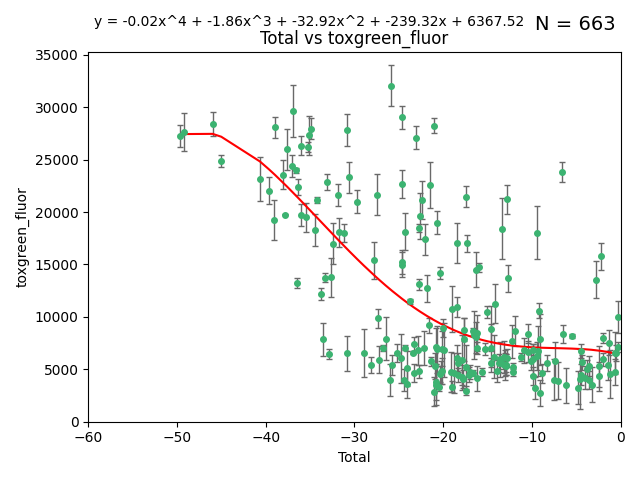 y = -0.02x^4 + -1.86x^3 + -32.92x^2 + -239.32x + 6367.52 N = 663
Total vs toxgreen_fluor
35000
30000
25000
20000
15000
10000
5000
0
toxgreen_fluor
−60 −50 −40 −30 −20 −10 0
Total